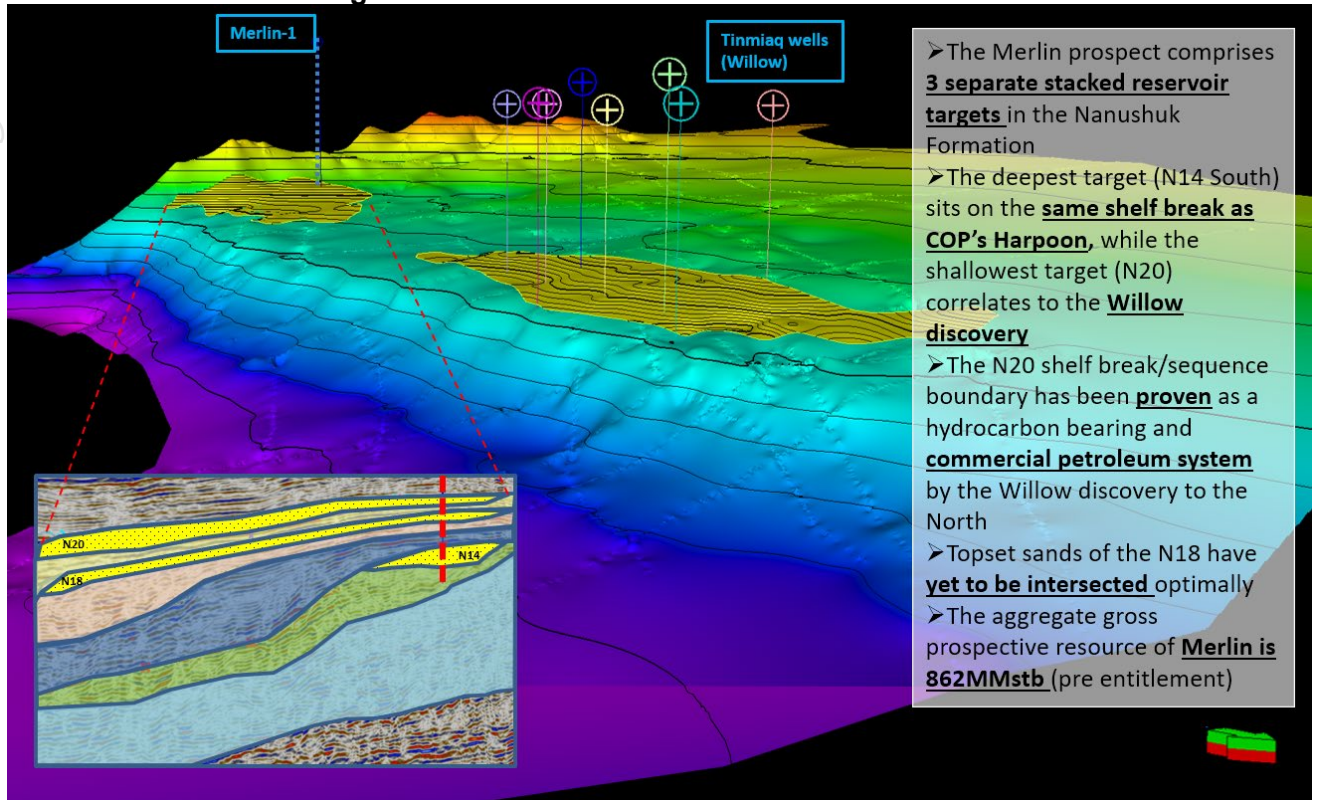 Merlin-1
Tinmiaq wells
(Willow)
➢The Merlin prospect comprises
3 separate stacked reservoir
targets in the Nanushuk
Formation
➢The deepest target (N14 South)
sits on the same shelf break as
COP's Harpoon, while the
shallowest target (N20)
correlates to the Willow
discovery
➢The N20 shelf break/sequence
boundary has been proven as a
hydrocarbon bearing and
commercial petroleum system
by the Willow discovery to the
North
➢Topset sands of the N18 have
yet to be intersected optimally
➢The aggregate gross
prospective resource of Merlin is
862MMstb (pre entitlement)
N20
N14
N18